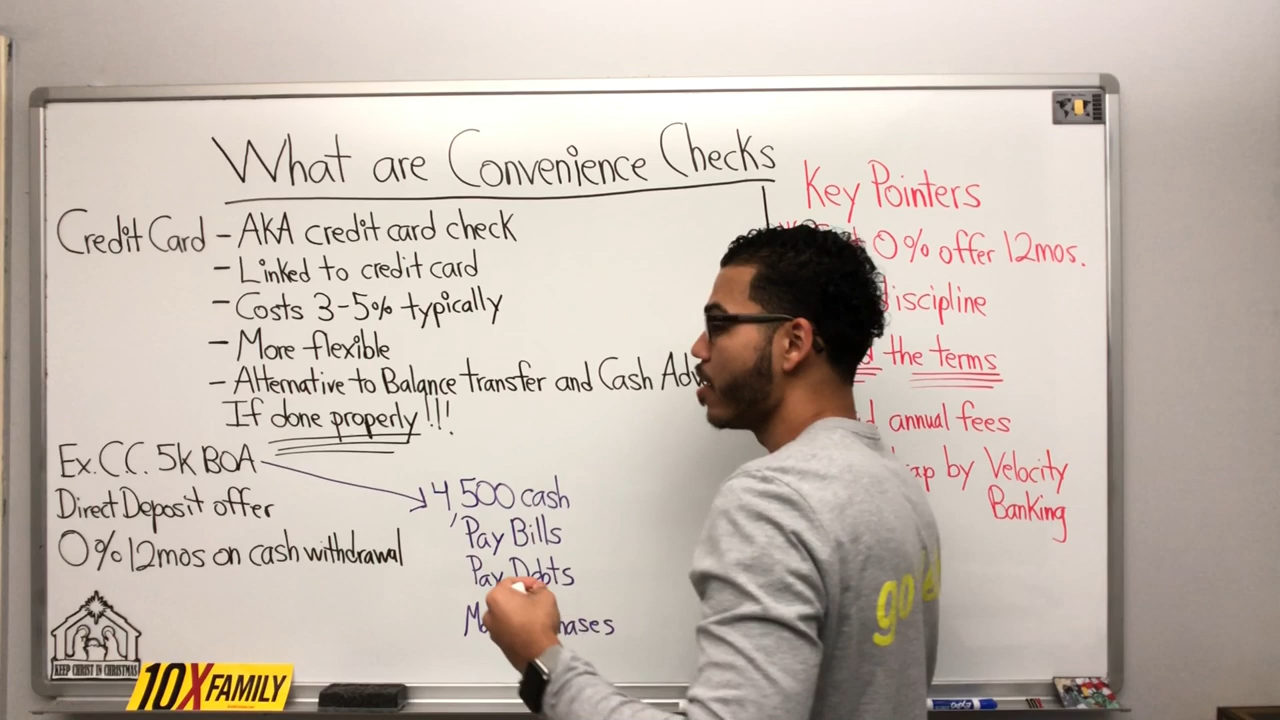 What are Convenience Checks
Credit Card - AKA credit card check
- Linked to credit card
- Costs 3-5% typically
- More flexible
- Alternative to Balance transfer and Cash Adv
If done properly!!!
Ex. C.C. 5k BOA
Direct Deposit offer
0% 12mos on cash withdrawal
4,500 cash
Pay Bills
Pay Debts
Key Pointers
0% offer 12mos.
discipline
the terms
annual fees
by Velocity
Banking
KEEP CHRIST IN CHRISTMAS
10X FAMILY
go